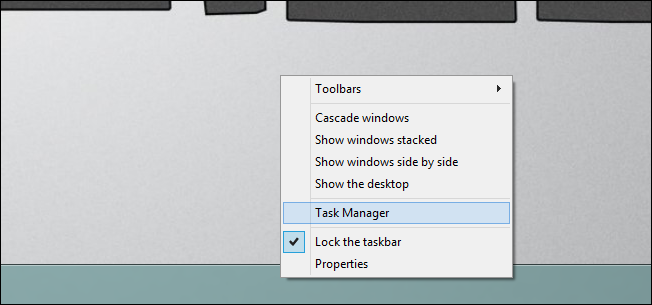 Toolbars
Cascade windows
Show windows stacked
Show windows side by side
Show the desktop
Task Manager
Lock the taskbar
Properties